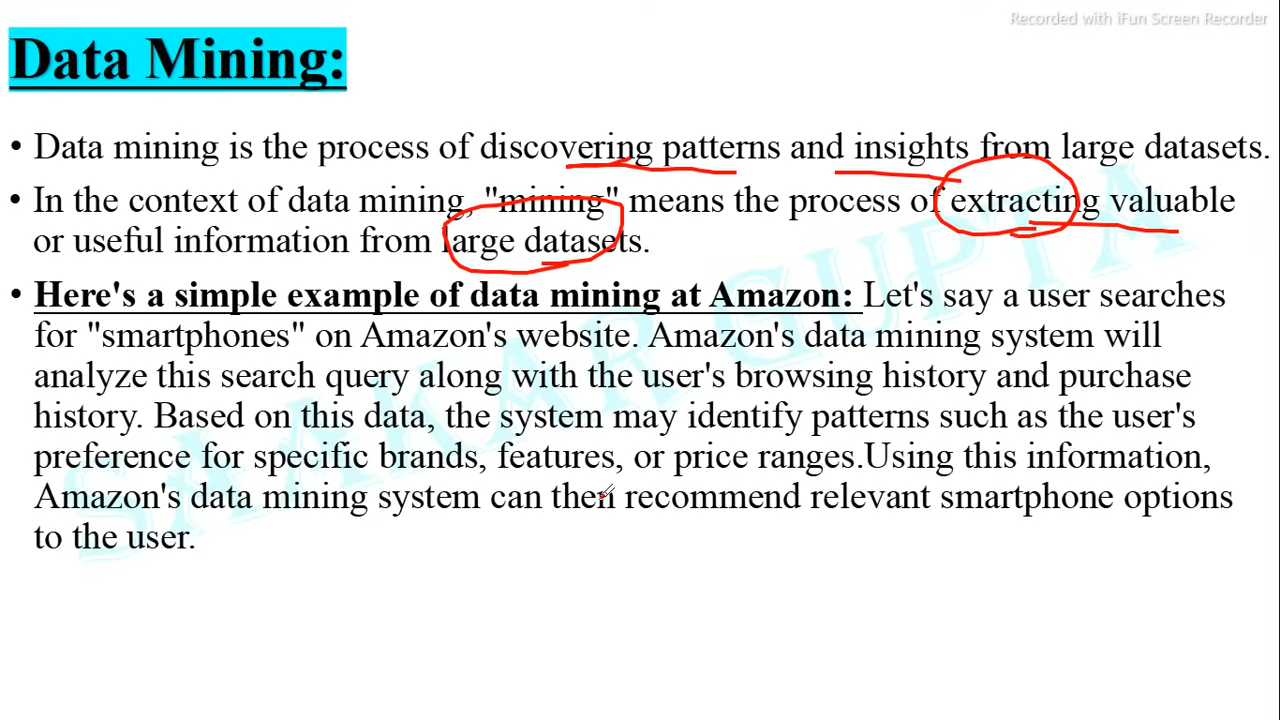 Recorded with iFun Screen Recorder
Data Mining:
• Data mining is the process of discovering patterns and insights from large datasets.
• In the context of data mining, "mining" means the process of extracting valuable
or useful information from large datasets.
• Here's a simple example of data mining at Amazon: Let's say a user searches
for "smartphones" on Amazon's website. Amazon's data mining system will
analyze this search query along with the user's browsing history and purchase
history. Based on this data, the system may identify patterns such as the user's
preference for specific brands, features, or price ranges.Using this information,
Amazon's data mining system can then recommend relevant smartphone options
to the user.
SHAKAR GUPTA